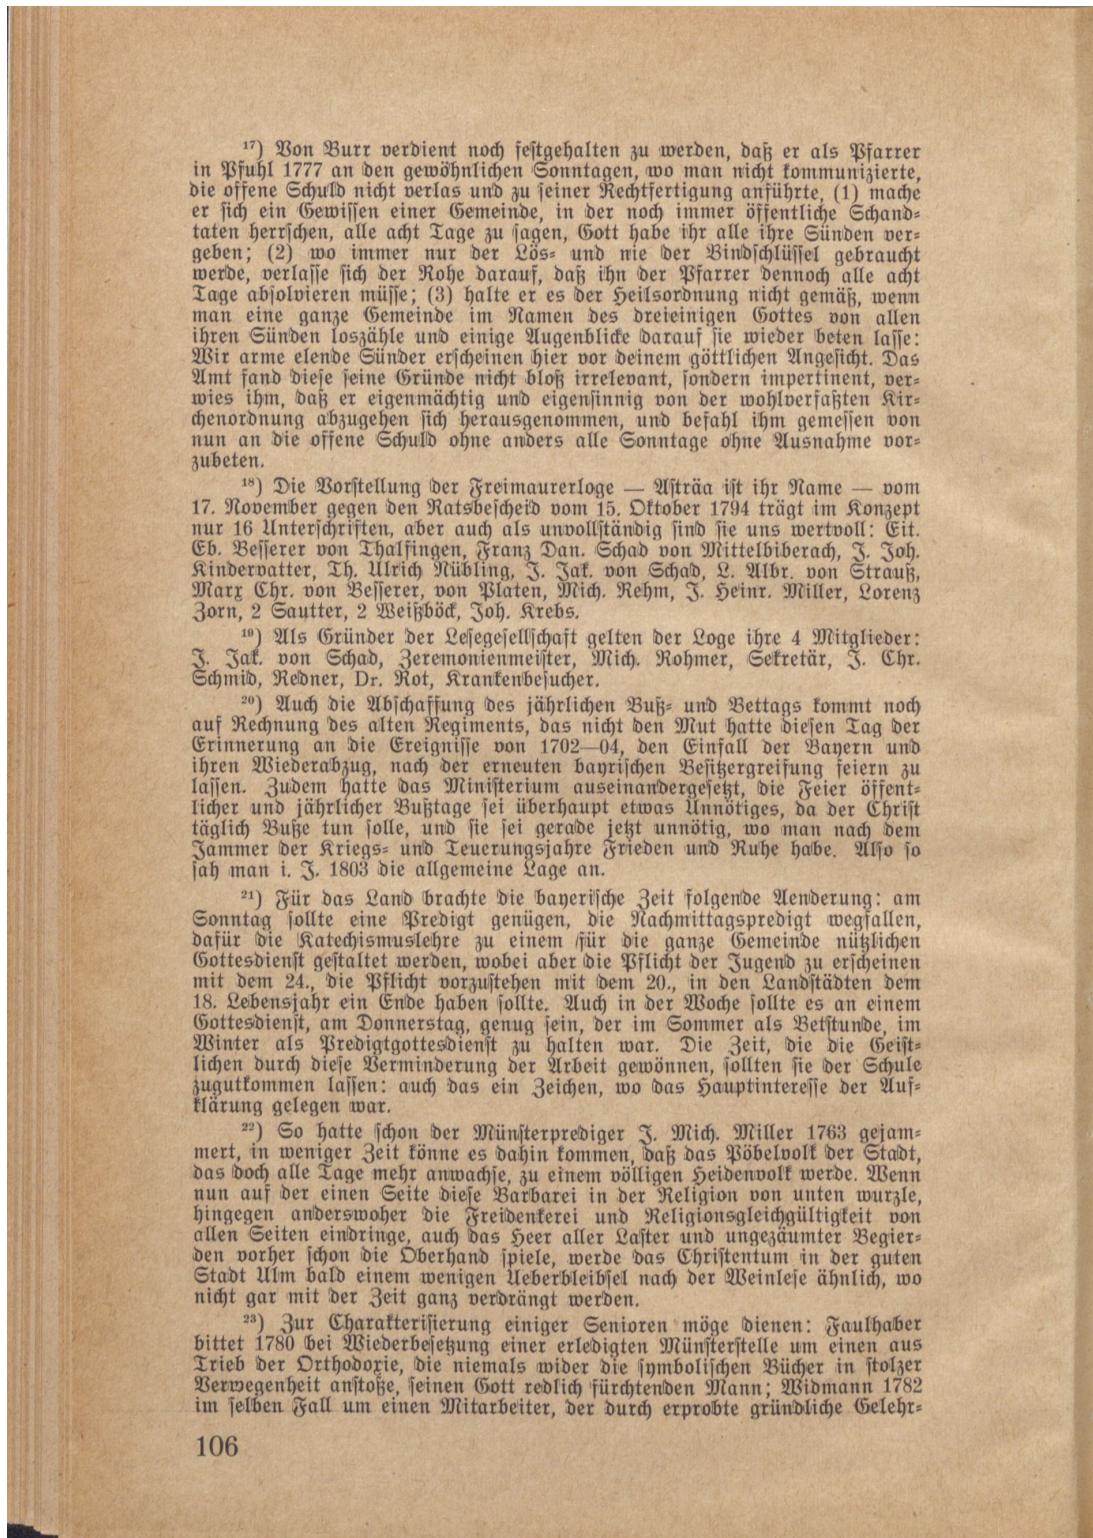 ¹⁷) Von Burr verdient noch festgehalten zu werden, daß er als Pfarrer
in Pfuhl 1777 an den gewöhnlichen Sonntagen, wo man nicht kommunizierte,
die offene Schuld nicht verlas und zu seiner Rechtfertigung anführte, (1) mache
er sich ein Gewissen einer Gemeinde, in der noch immer öffentliche Schand-
taten herrschen, alle acht Tage zu sagen, Gott habe ihr alle ihre Sünden ver-
geben; (2) wo immer nur der Lös- und nie der Bindschlüssel gebraucht
werde, verlasse sich der Rohe darauf, daß ihn der Pfarrer dennoch alle acht
Tage absolvieren müsse; (3) halte er es der Heilsordnung nicht gemäß, wenn
man eine ganze Gemeinde im Namen des dreieinigen Gottes von allen
ihren Sünden loszähle und einige Augenblicke darauf sie wieder beten lasse:
Wir arme elende Sünder erscheinen hier vor deinem göttlichen Angesicht. Das
Amt fand diese seine Gründe nicht bloß irrelevant, sondern impertinent, ver-
wies ihm, daß er eigenmächtig und eigensinnig von der wohlverfaßten Kir-
chenordnung abzugehen sich herausgenommen, und befahl ihm gemessen von
nun an die offene Schuld ohne anders alle Sonntage ohne Ausnahme vor-
zubeten.
¹⁸) Die Vorstellung der Freimaurerloge — Asträa ist ihr Name — vom
17. November gegen den Ratsbescheid vom 15. Oktober 1794 trägt im Konzept
nur 16 Unterschriften, aber auch als unvollständig sind sie uns wertvoll: Eit.
Eb. Besserer von Thalfingen, Franz Dan. Schad von Mittelbiberach, J. Joh.
Kindervatter, Th. Ulrich Nübling, J. Jak. von Schad, L. Albr. von Strauß,
Marx Chr. von Besserer, von Platen, Mich. Rehm, J. Heinr. Miller, Lorenz
Zorn, 2 Sautter, 2 Weißböck, Joh. Krebs.
¹⁹) Als Gründer der Lesegesellschaft gelten der Loge ihre 4 Mitglieder:
J. Jak. von Schad, Zeremonienmeister, Mich. Rohmer, Sekretär, J. Chr.
Schmid, Redner, Dr. Rot, Krankenbesucher.
²⁰) Auch die Abschaffung des jährlichen Buß- und Bettags kommt noch
auf Rechnung des alten Regiments, das nicht den Mut hatte diesen Tag der
Erinnerung an die Ereignisse von 1702—04, den Einfall der Bayern und
ihren Wiederabzug, nach der erneuten bayrischen Besitzergreifung feiern zu
lassen. Zudem hatte das Ministerium auseinandergesetzt, die Feier öffent-
licher und jährlicher Bußtage sei überhaupt etwas Unnötiges, da der Christ
täglich Buße tun solle, und sie sei gerade jetzt unnötig, wo man nach dem
Jammer der Kriegs- und Teuerungsjahre Frieden und Ruhe habe. Also so
sah man i. J. 1803 die allgemeine Lage an.
²¹) Für das Land brachte die bayerische Zeit folgende Aenderung: am
Sonntag sollte eine Predigt genügen, die Nachmittagspredigt wegfallen,
dafür die Katechismuslehre zu einem für die ganze Gemeinde nützlichen
Gottesdienst gestaltet werden, wobei aber die Pflicht der Jugend zu erscheinen
mit dem 24., die Pflicht vorzustehen mit dem 20., in den Landstädten dem
18. Lebensjahr ein Ende haben sollte. Auch in der Woche sollte es an einem
Gottesdienst, am Donnerstag, genug sein, der im Sommer als Betstunde, im
Winter als Predigtgottesdienst zu halten war. Die Zeit, die die Geist-
lichen durch diese Verminderung der Arbeit gewönnen, sollten sie der Schule
zugutkommen lassen: auch das ein Zeichen, wo das Hauptinteresse der Auf-
klärung gelegen war.
²²) So hatte schon der Münsterprediger J. Mich. Miller 1763 gejam-
mert, in weniger Zeit könne es dahin kommen, daß das Pöbelvolk der Stadt,
das doch alle Tage mehr anwachse, zu einem völligen Heidenvolk werde. Wenn
nun auf der einen Seite diese Barbarei in der Religion von unten wurzle,
hingegen anderswoher die Freidenkerei und Religionsgleichgültigkeit von
allen Seiten eindringe, auch das Heer aller Laster und ungezäumter Begier-
den vorher schon die Oberhand spiele, werde das Christentum in der guten
Stadt Ulm bald einem wenigen Ueberbleibsel nach der Weinlese ähnlich, wo
nicht gar mit der Zeit ganz verdrängt werden.
²³) Zur Charakterisierung einiger Senioren möge dienen: Faulhaber
bittet 1780 bei Wiederbesetzung einer erledigten Münsterstelle um einen aus
Trieb der Orthodoxie, die niemals wider die symbolischen Bücher in stolzer
Verwegenheit anstoße, seinen Gott redlich fürchtenden Mann; Widmann 1782
im selben Fall um einen Mitarbeiter, der durch erprobte gründliche Gelehr-
106